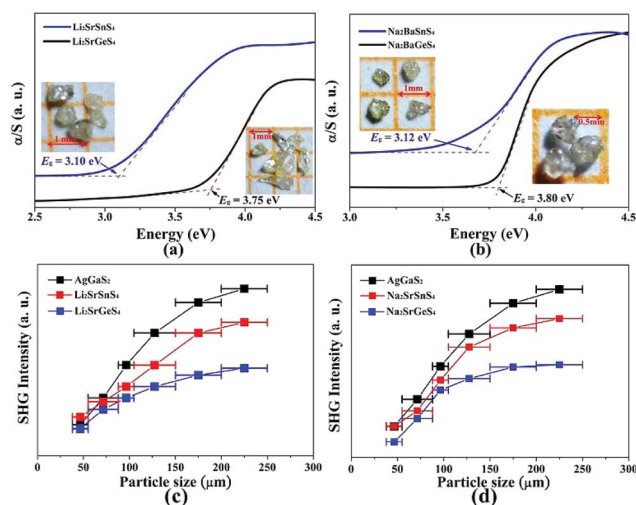 Li₂SrSnS₄
Li₂SrGeS₄
α/S (a. u.)
1 mm
1mm
Eg = 3.10 eV
Eg = 3.75 eV
2.5 3.0 3.5 4.0 4.5
Energy (eV)
(a)
Na₂BaSnS₄
Na₂BaGeS₄
α/S (a. u.)
1mm
0.5mm
Eg = 3.12 eV
Eg = 3.80 eV
3.0 3.5 4.0 4.5
Energy (eV)
(b)
AgGaS₂
Li₂SrSnS₄
Li₂SrGeS₄
SHG Intensity (a. u.)
0 50 100 150 200 250 300
Particle size (μm)
(c)
AgGaS₂
Na₂SrSnS₄
Na₂SrGeS₄
SHG Intensity (a. u.)
0 50 100 150 200 250 300
Particle size (μm)
(d)